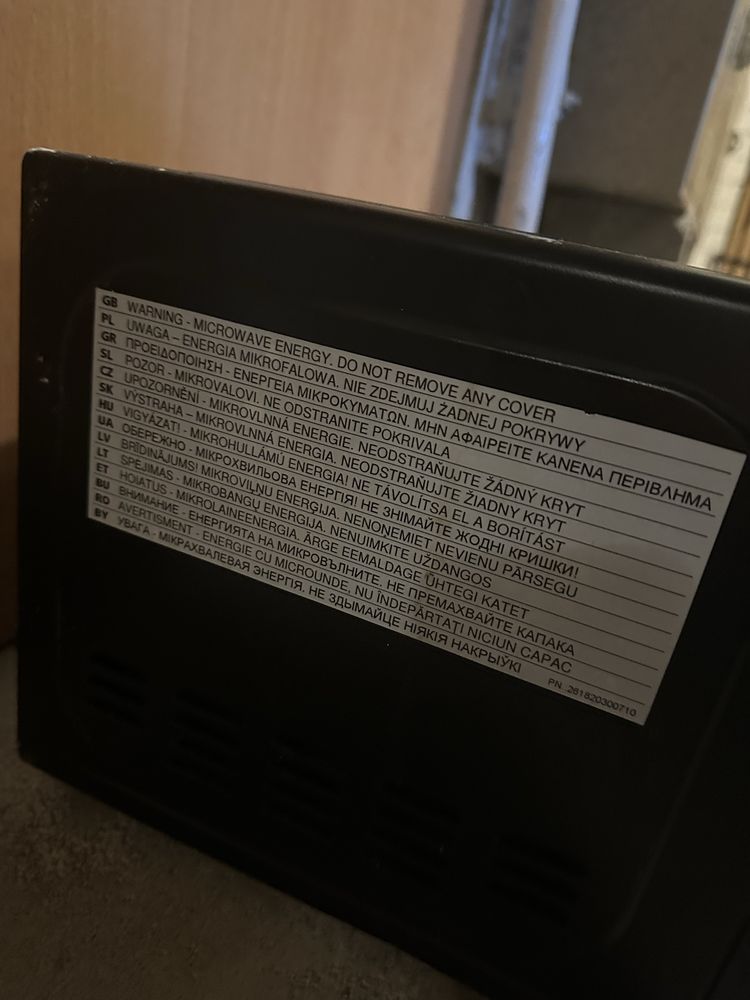 GB WARNING - MICROWAVE ENERGY. DO NOT REMOVE ANY COVER
PL UWAGA – ENERGIA MIKROFALOWA. NIE ZDEJMUJ ŻADNEJ POKRYWY
GR ΠΡΟΕΙΔΟΠΟΙΗΣΗ - ΕΝΕΡΓΕΙΑ ΜΙΚΡΟΚΥΜΑΤΩΝ. ΜΗΝ ΑΦΑΙΡΕΙΤΕ ΚΑΝΕΝΑ ΠΕΡΙΒΛΗΜΑ
SL POZOR - MIKROVALOVI. NE ODSTRANITE POKRIVALA
CZ UPOZORNĚNÍ - MIKROVLNNÁ ENERGIE. NEODSTRAŇUJTE ŽÁDNÝ KRYT
SK VÝSTRAHA – MIKROVLNNÁ ENERGIA. NEODSTRAŇUJTE ŽIADNY KRYT
HU VIGYÁZAT! - MIKROHULLÁMÚ ENERGIA! NE TÁVOLÍTSA EL A BORÍTÁST
UA ОБЕРЕЖНО - МІКРОХВИЛЬОВА ЕНЕРГІЯ! НЕ ЗНІМАЙТЕ ЖОДНІ КРИШКИ!
LV BRĪDINĀJUMS! MIKROVIĻŅU ENERĢIJA. NENOŅEMIET NEVIENU PĀRSEGU
LT SPĖJIMAS - MIKROBANGŲ ENERGIJA. NENUIMKITE UŽDANGOS
ET HOIATUS - MIKROLAINEENERGIA. ÄRGE EEMALDAGE ÜHTEGI KATET
BU ВНИМАНИЕ - ЕНЕРГИЯТА НА МИКРОВЪЛНИТЕ, НЕ ПРЕМАХВАЙТЕ КАПАКА
RO AVERTISMENT - ENERGIE CU MICROUNDE, NU ÎNDEPĂRTAȚI NICIUN CAPAC
BY УВАГА - МІКРАХВАЛЕВАЯ ЭНЕРГІЯ. НЕ ЗДЫМАЙЦЕ НІЯКІЯ НАКРЫЎКІ
PN: 261820300710